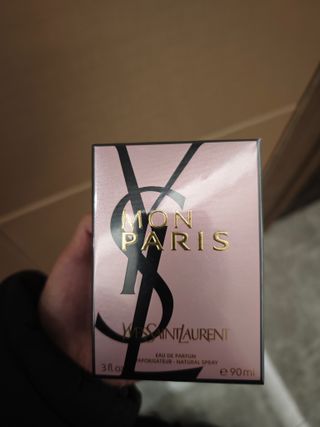 MON
PARIS
YVES SAINT LAURENT
EAU DE PARFUM
VAPORISATEUR - NATURAL SPRAY
3 fl oz ℮ 90 ml